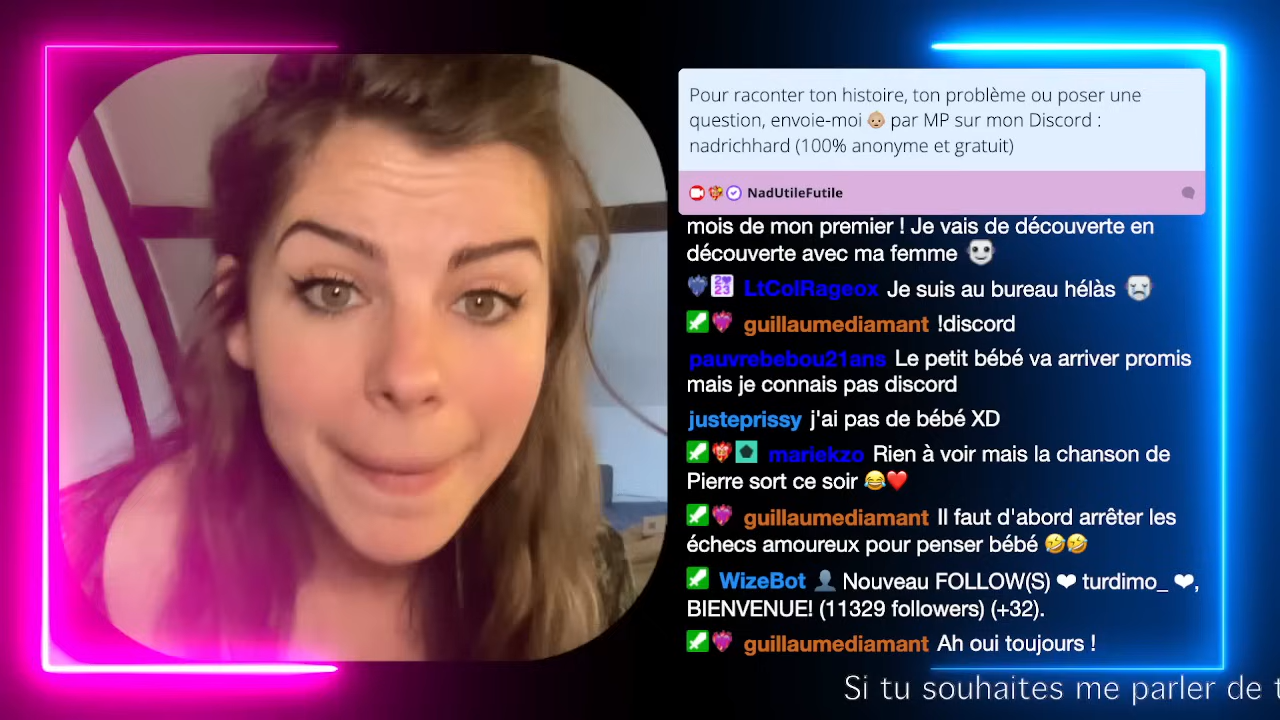 Pour raconter ton histoire, ton problème ou poser une
question, envoie-moi 👶🏼 par MP sur mon Discord :
nadrichhard (100% anonyme et gratuit)
NadUtileFutile
mois de mon premier ! Je vais de découverte en
découverte avec ma femme
LtColRageox Je suis au bureau hélàs
guillaumediamant !discord
pauvrebebou21ans Le petit bébé va arriver promis
mais je connais pas discord
justeprissy j'ai pas de bébé XD
mariekzo Rien à voir mais la chanson de
Pierre sort ce soir 😂❤️
guillaumediamant Il faut d'abord arrêter les
échecs amoureux pour penser bébé 🤣🤣
WizeBot 👤 Nouveau FOLLOW(S) ❤ turdimo_ ❤,
BIENVENUE! (11329 followers) (+32).
guillaumediamant Ah oui toujours !
Si tu souhaites me parler de